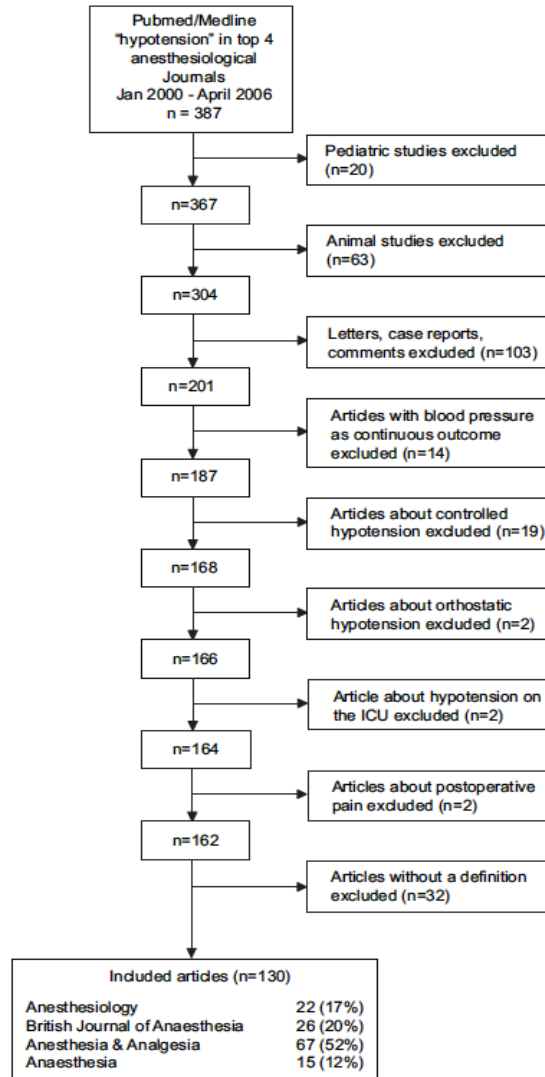 Pubmed/Medline
"hypotension" in top 4
anesthesiological
Journals
Jan 2000 - April 2006
n = 387
Pediatric studies excluded
(n=20)
n=367
Animal studies excluded
(n=63)
n=304
Letters, case reports,
comments excluded (n=103)
n=201
Articles with blood pressure
as continuous outcome
excluded (n=14)
n=187
Articles about controlled
hypotension excluded (n=19)
n=168
Articles about orthostatic
hypotension excluded (n=2)
n=166
Article about hypotension on
the ICU excluded (n=2)
n=164
Articles about postoperative
pain excluded (n=2)
n=162
Articles without a definition
excluded (n=32)
Included articles (n=130)
Anesthesiology 22 (17%)
British Journal of Anaesthesia 26 (20%)
Anesthesia & Analgesia 67 (52%)
Anaesthesia 15 (12%)